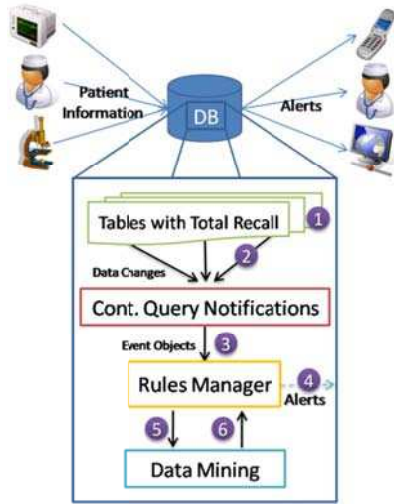 Patient
Information
DB
Alerts
Tables with Total Recall
1
2
Data Changes
Cont. Query Notifications
Event Objects
3
Rules Manager
4
Alerts
5
6
Data Mining